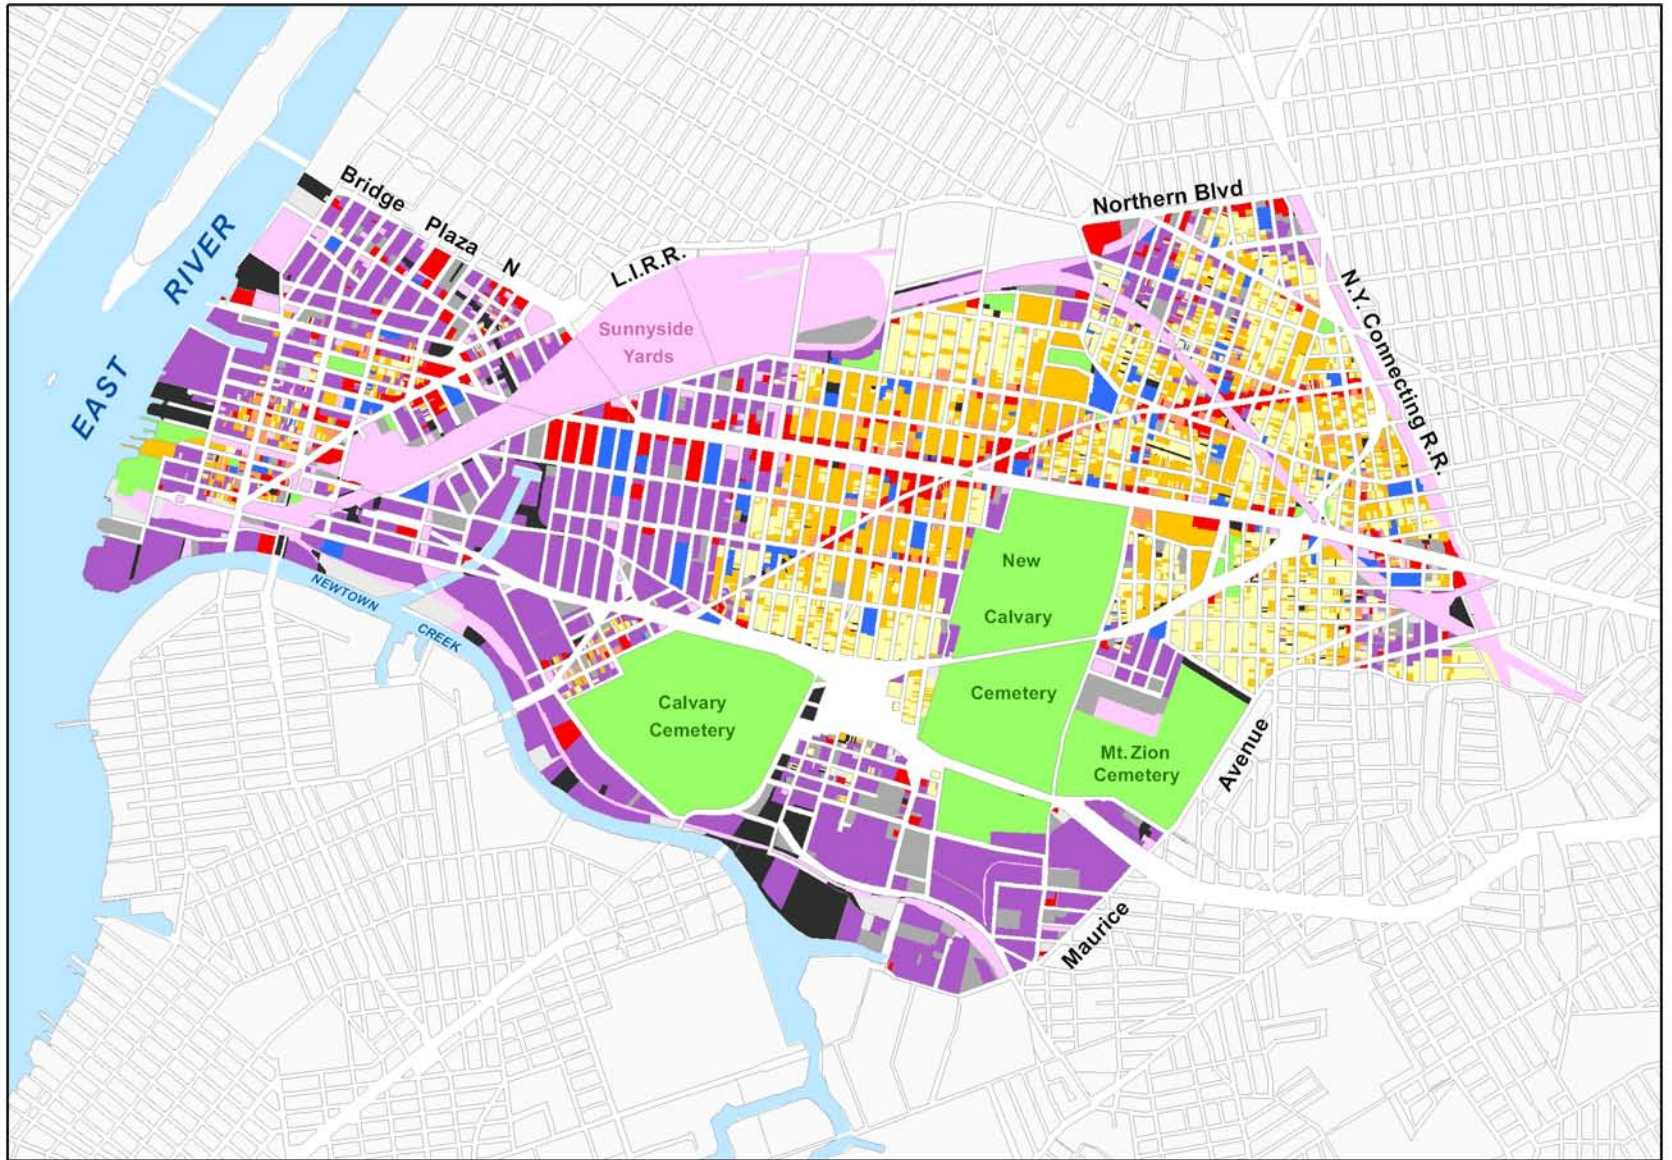 Bridge Plaza N
Northern Blvd
L.I.R.R.
EAST RIVER
Sunnyside
Yards
N.Y. Connecting R.R.
New
Calvary
Cemetery
NEWTOWN
CREEK
Calvary
Cemetery
Mt. Zion
Cemetery
Maurice Avenue